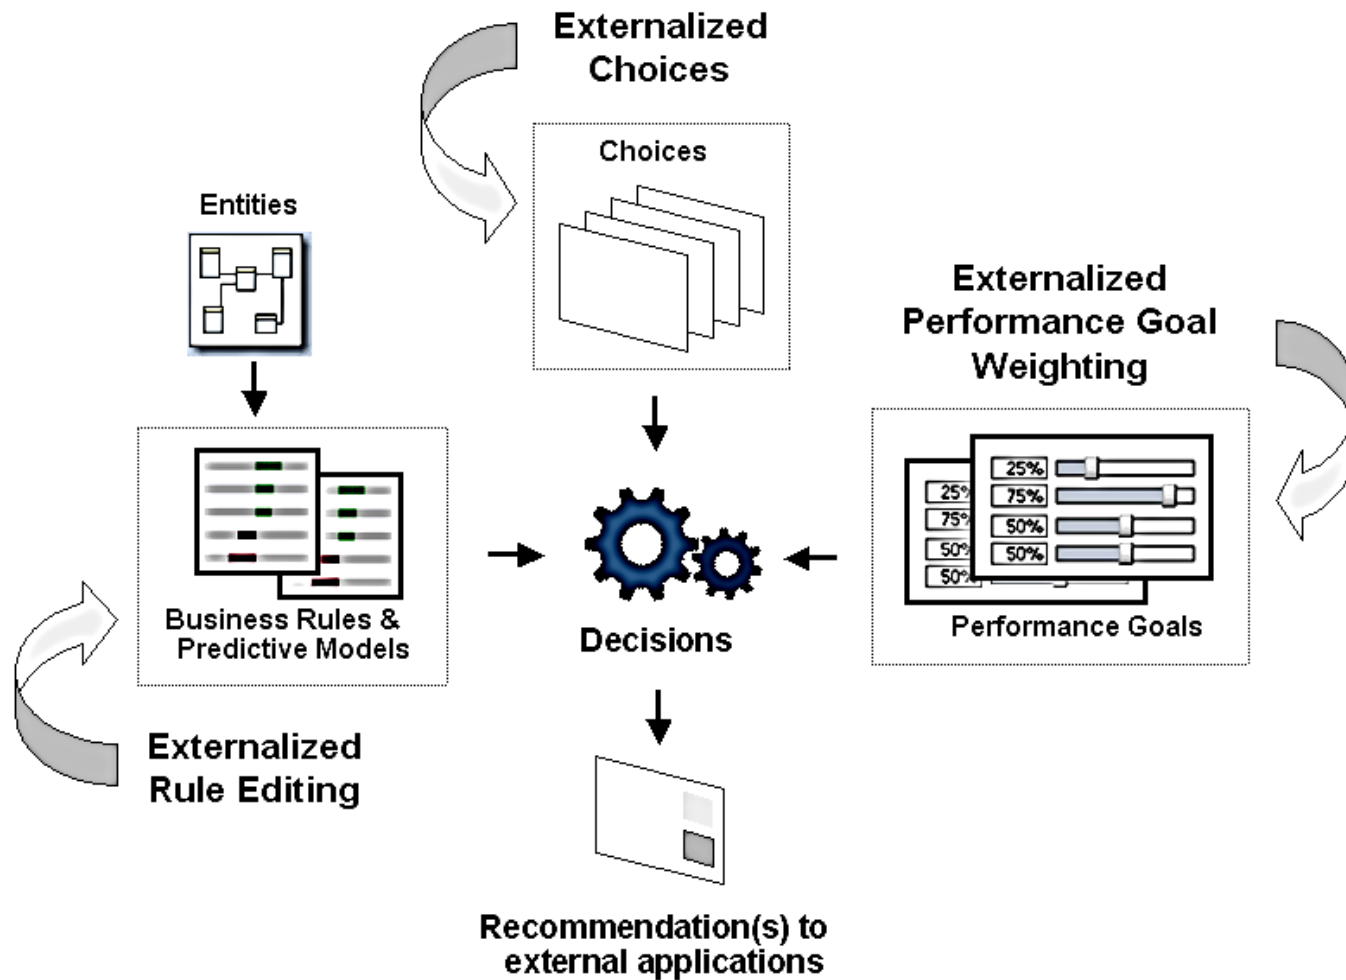 Externalized
Choices
Choices
Entities
Externalized
Performance Goal
Weighting
25%
75%
50%
50%
25%
75%
50%
50%
Performance Goals
Business Rules &
Predictive Models
Decisions
Externalized
Rule Editing
Recommendation(s) to
external applications